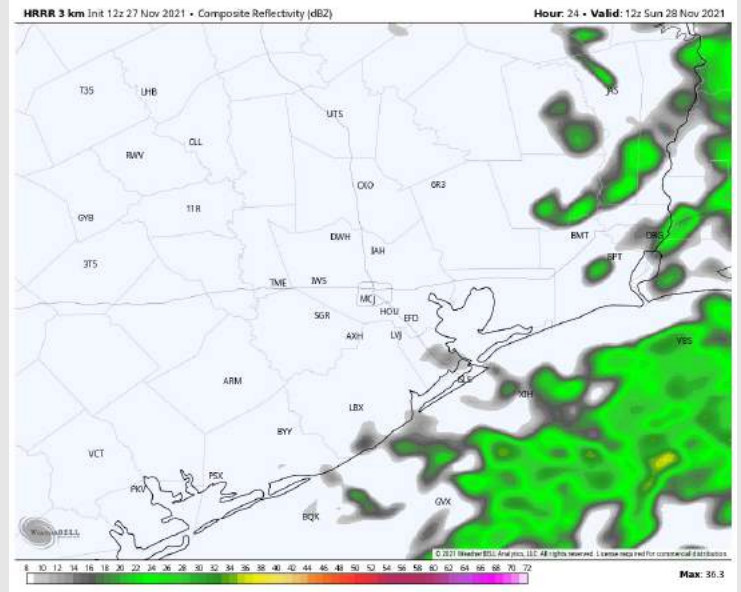 HRRR 3 km Init 12z 27 Nov 2021 • Composite Reflectivity (dBZ) Hour: 24 • Valid: 12z Sun 28 Nov 2021
T35 LHB JAS
UTS
CLL
RWV
OXO 6R3
11R
GYB
DWH BMT ORG
IAH
3T5 BPT
TME IWS
MCJ
SGR HOU EFD
AXH LVJ VBS
ARM GLS
XIH
LBX
BYY
VCT
PSX
PKV
GVX
BQX
WeatherBELL
© 2021 WeatherBELL Analytics, LLC. All rights reserved. License required for commercial distribution.
8 10 12 14 16 18 20 22 24 26 28 30 32 34 36 38 40 42 44 46 48 50 52 54 56 58 60 62 64 68 70 72 Max: 36.3